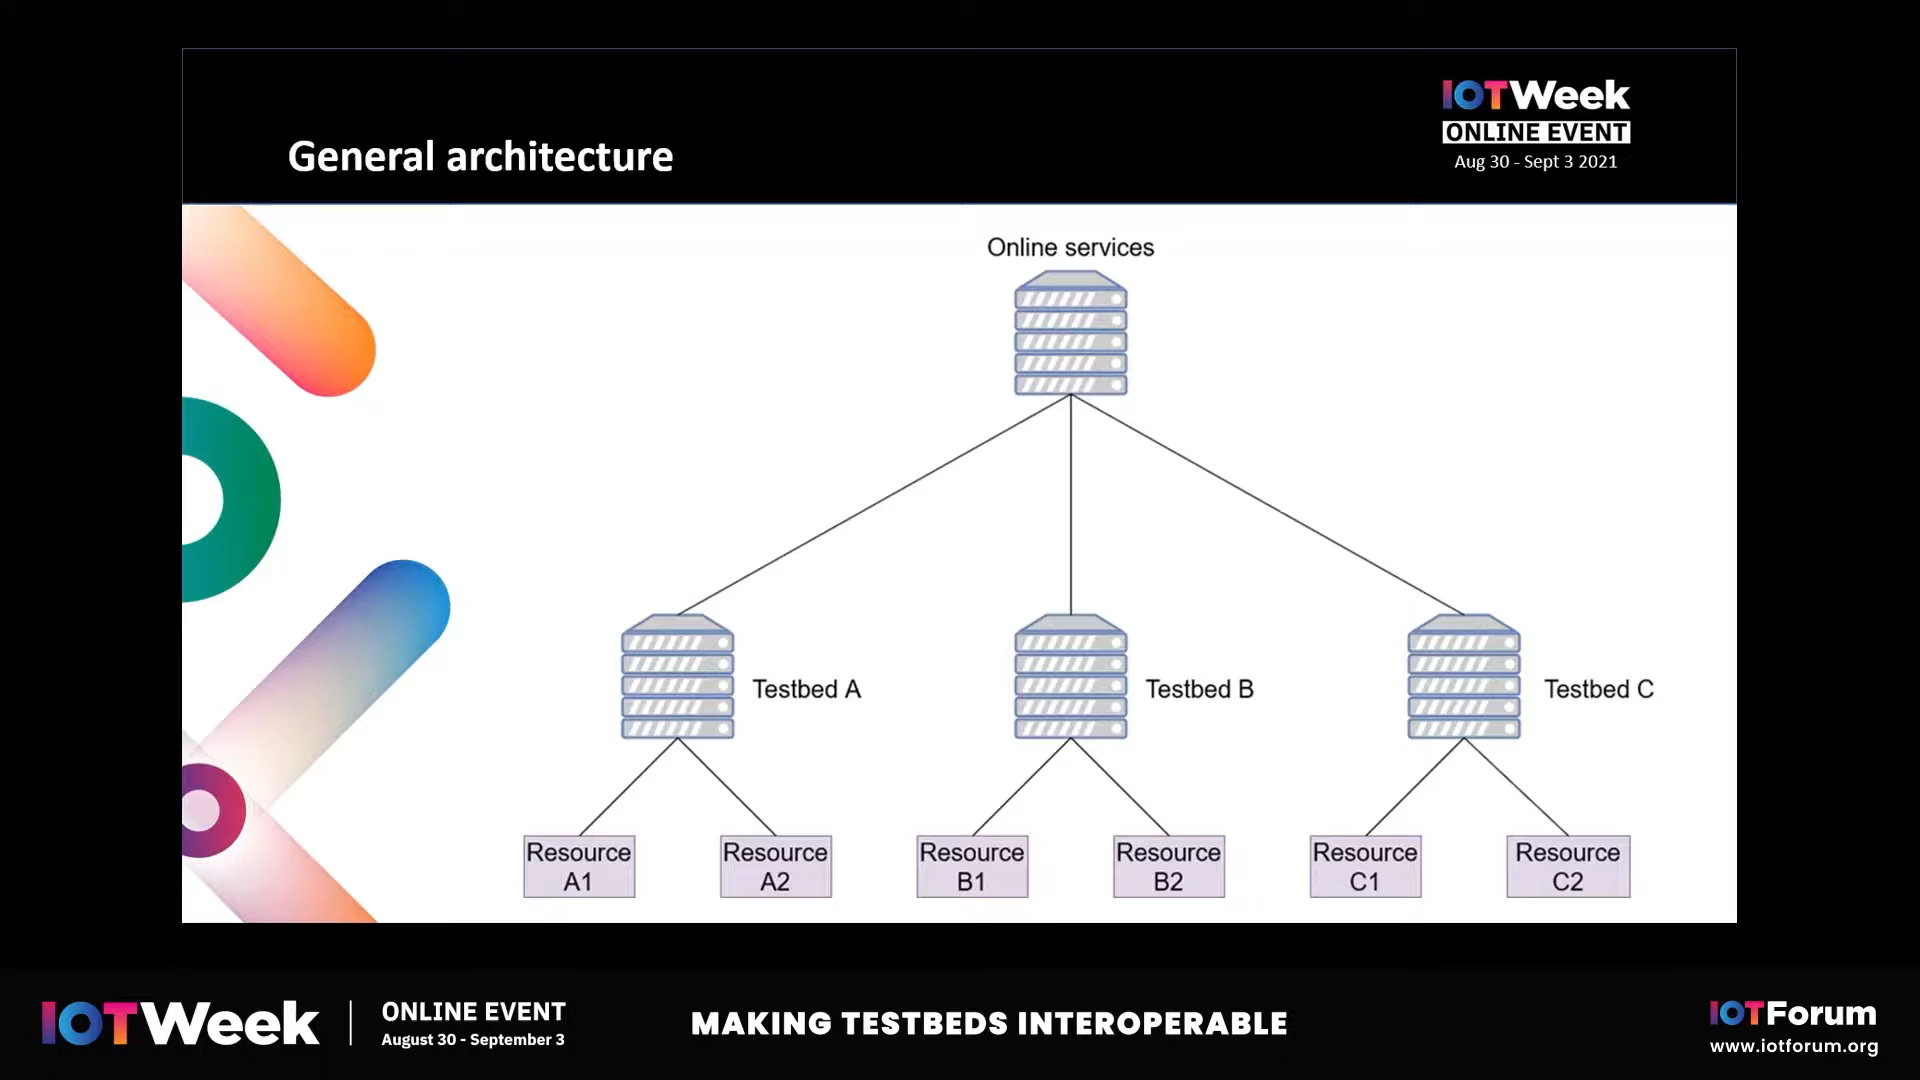 General architecture
IOTWeek
ONLINE EVENT
Aug 30 - Sept 3 2021
Online services
Testbed A
Testbed B
Testbed C
Resource
A1
Resource
A2
Resource
B1
Resource
B2
Resource
C1
Resource
C2
IOTWeek
ONLINE EVENT
August 30 - September 3
MAKING TESTBEDS INTEROPERABLE
IOTForum
www.iotforum.org